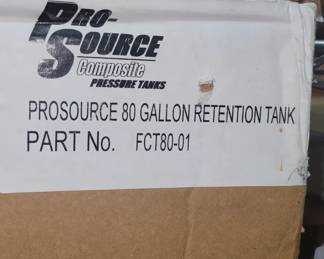 PRO-
SOURCE
Composite
PRESSURE TANKS
PROSOURCE 80 GALLON RETENTION TANK
PART No. FCT80-01